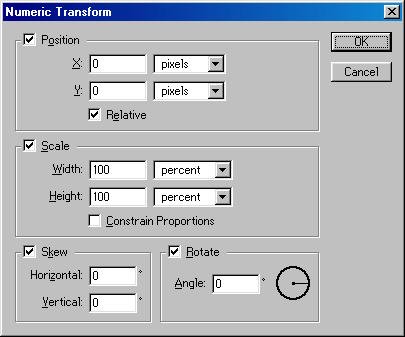 Numeric Transform
Position
X: 0 pixels
Y: 0 pixels
Relative
OK
Cancel
Scale
Width: 100 percent
Height: 100 percent
Constrain Proportions
Skew
Horizontal: 0 °
Vertical: 0 °
Rotate
Angle: 0 °